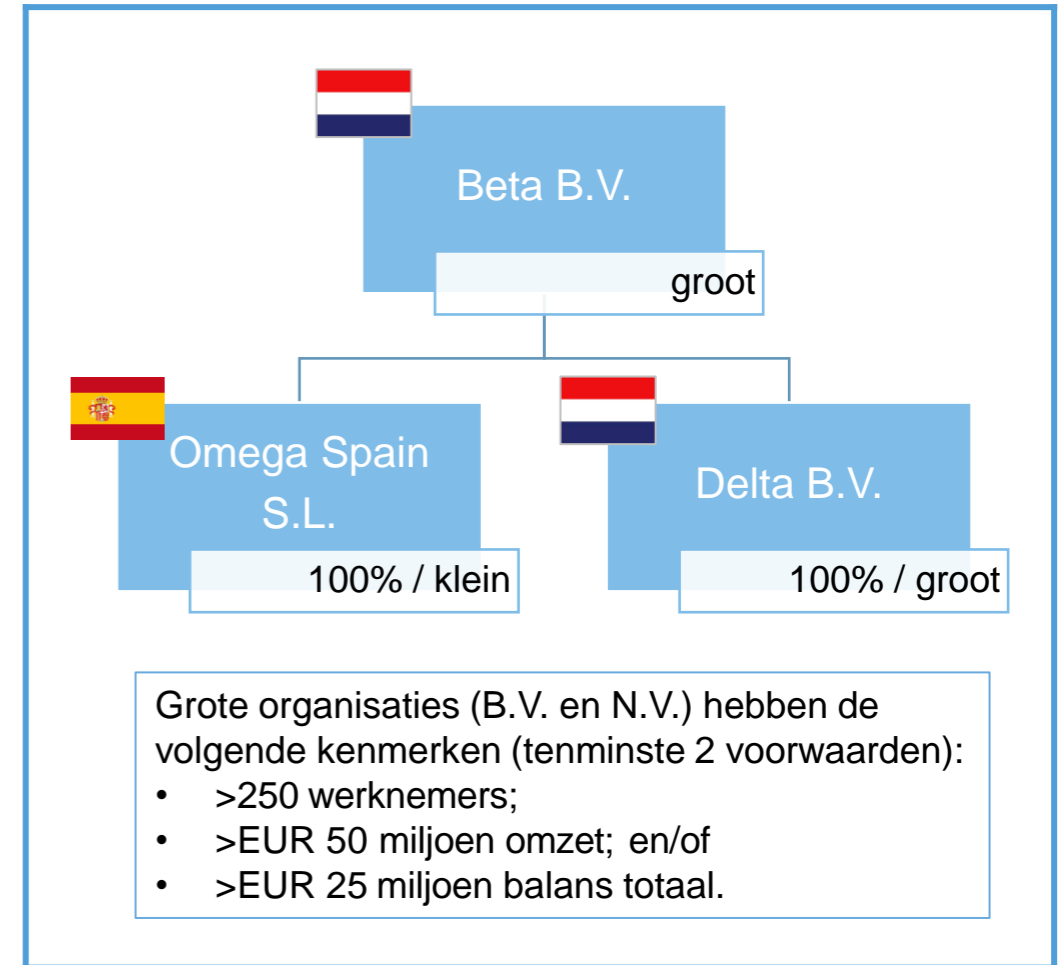 Beta B.V.
groot
Omega Spain
S.L.
100% / klein
Delta B.V.
100% / groot
Grote organisaties (B.V. en N.V.) hebben de
volgende kenmerken (tenminste 2 voorwaarden):
• >250 werknemers;
• >EUR 50 miljoen omzet; en/of
• >EUR 25 miljoen balans totaal.